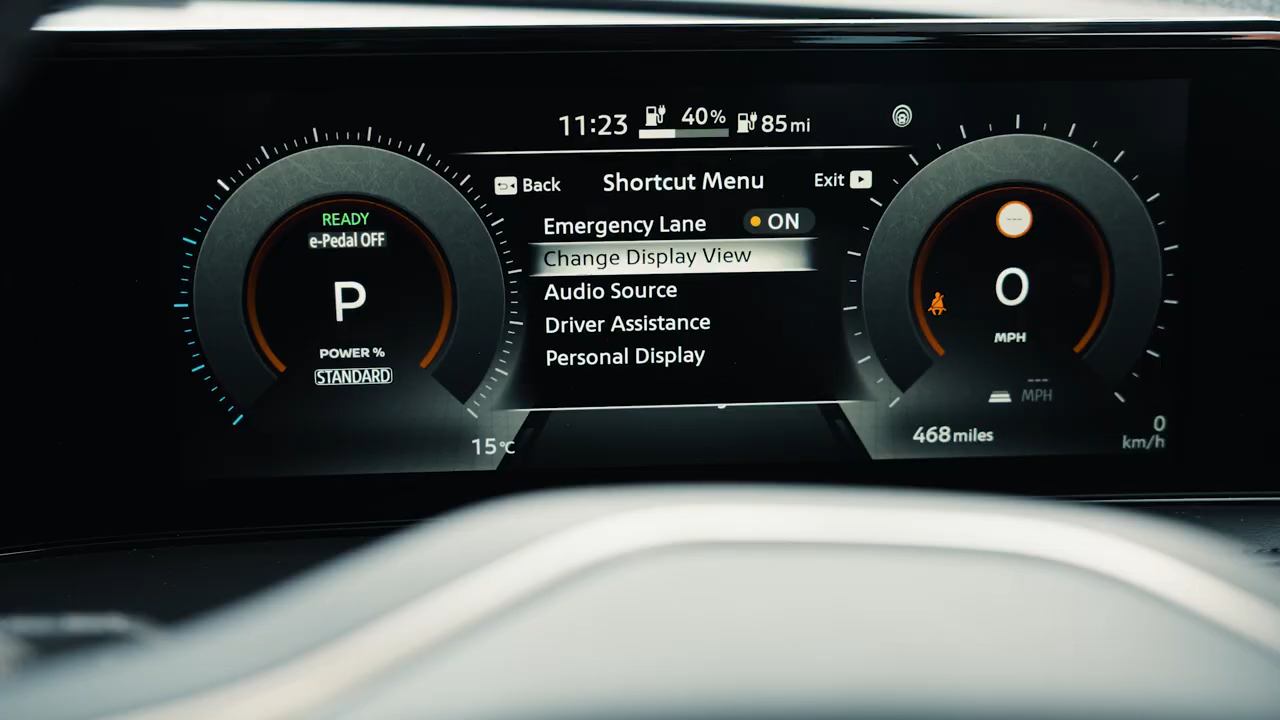 11:23 40% 85mi
Back Shortcut Menu Exit
Emergency Lane ON
Change Display View
Audio Source
Driver Assistance
Personal Display
READY
e-Pedal OFF
P
POWER %
STANDARD
15°C
---
0
MPH
---
MPH
468 miles
0
km/h